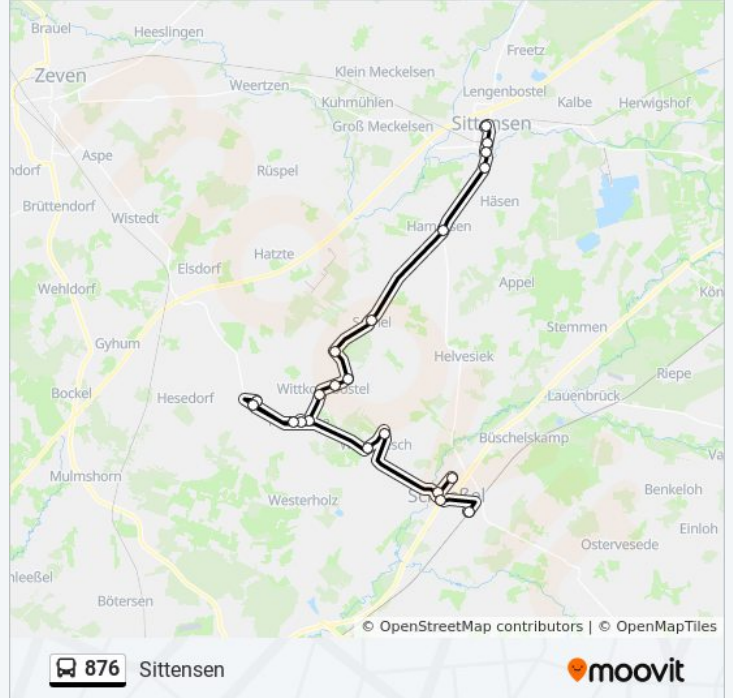 Brauel
Heeslingen
Freetz
Zeven
Klein Meckelsen
Weertzen
Lengenbostel
Kuhmühlen
Kalbe
Herwigshof
Groß Meckelsen
Sittensen
Aspe
Rüspel
ndorf
Brüttendorf
Häsen
Wistedt
Hatzte
Elsdorf
Appel
Wehldorf
Kön
Stemmen
Gyhum
Helvesiek
Riepe
Bockel
Hesedorf
Lauenbrück
Büschelskamp
Va
Mulmshorn
Benkeloh
Westerholz
Einloh
Ostervesede
nleeßel
Bötersen
© OpenStreetMap contributors | © OpenMapTiles
876 Sittensen
moovit